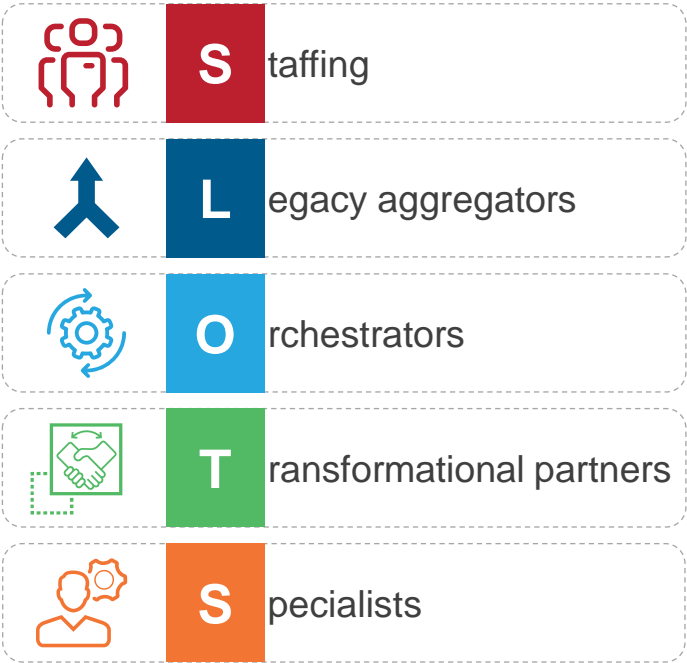 Staffing
Legacy aggregators
Orchestrators
Transformational partners
Specialists